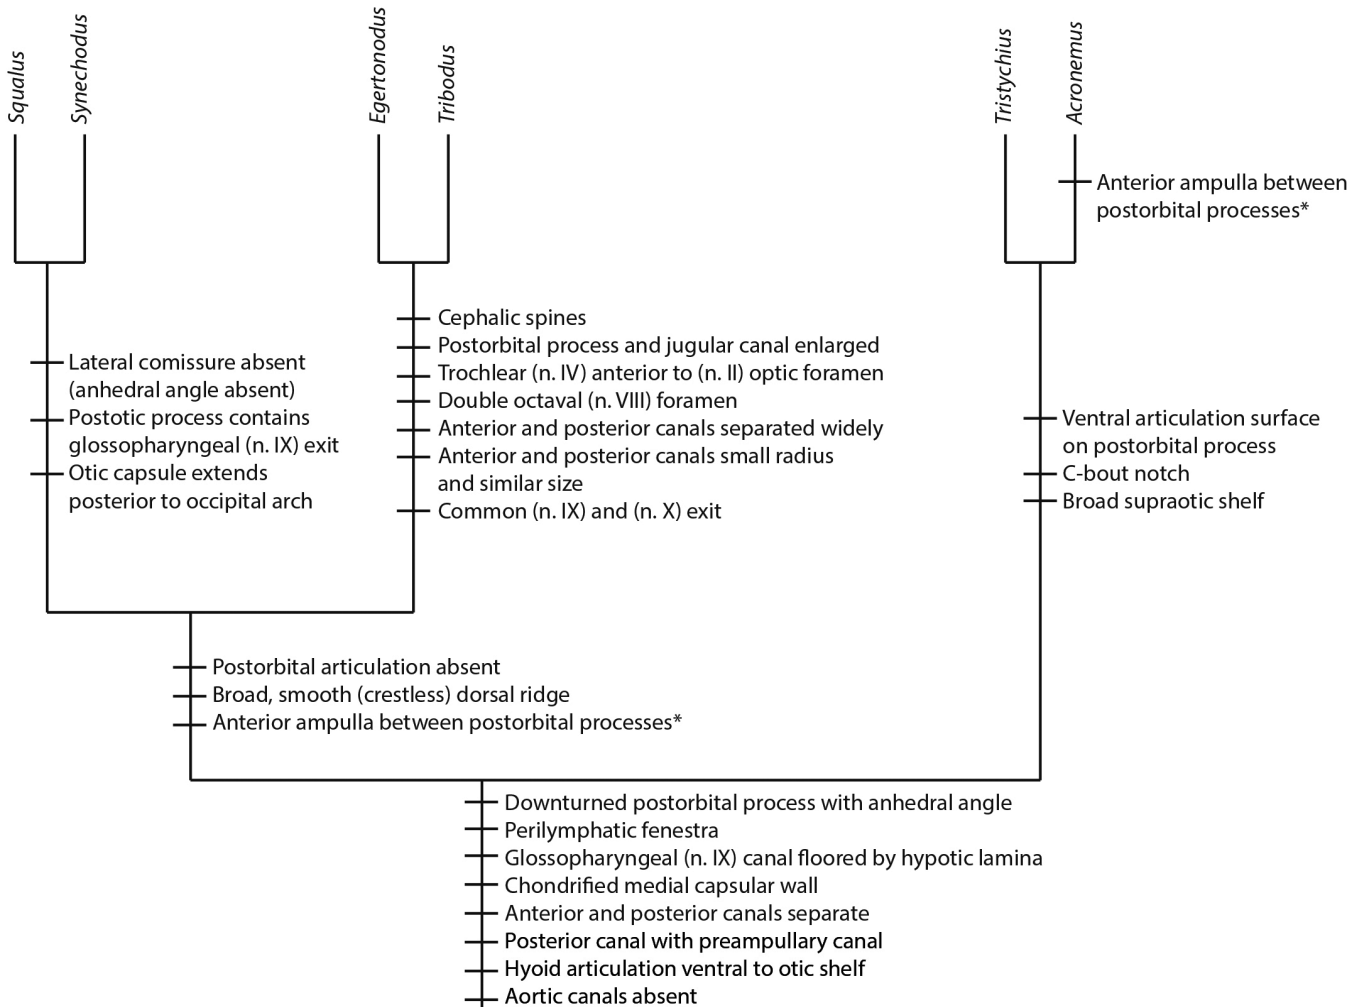 Squalus
Synechodus
Egertonodus
Tribodus
Tristychius
Acronemus
Anterior ampulla between
postorbital processes*
Cephalic spines
Postorbital process and jugular canal enlarged
Trochlear (n. IV) anterior to (n. II) optic foramen
Double octaval (n. VIII) foramen
Anterior and posterior canals separated widely
Anterior and posterior canals small radius
and similar size
Common (n. IX) and (n. X) exit
Lateral comissure absent
(anhedral angle absent)
Postotic process contains
glossopharyngeal (n. IX) exit
Otic capsule extends
posterior to occipital arch
Ventral articulation surface
on postorbital process
C-bout notch
Broad supraotic shelf
Postorbital articulation absent
Broad, smooth (crestless) dorsal ridge
Anterior ampulla between postorbital processes*
Downturned postorbital process with anhedral angle
Perilymphatic fenestra
Glossopharyngeal (n. IX) canal floored by hypotic lamina
Chondrified medial capsular wall
Anterior and posterior canals separate
Posterior canal with preampullary canal
Hyoid articulation ventral to otic shelf
Aortic canals absent